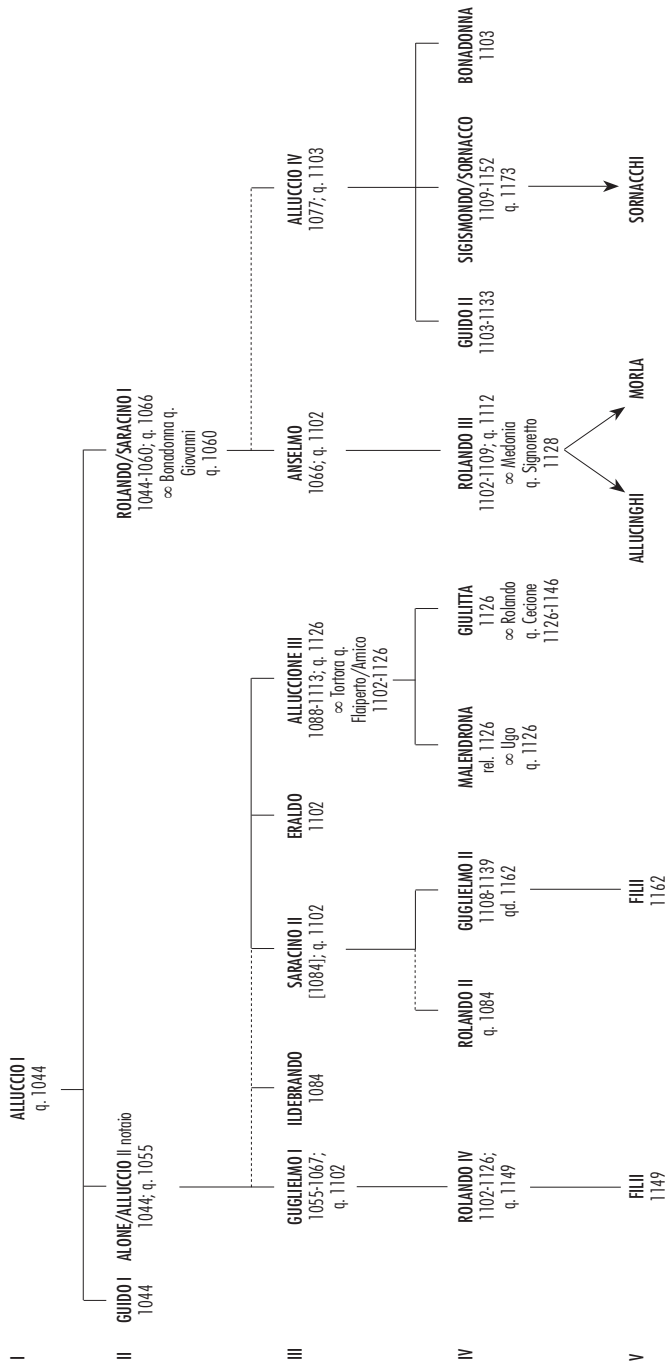 I
ALLUCCIO I
q. 1044
II
GUIDO I
1044
ALONE/ALLUCCIO II notaio
1044; q. 1055
ROLANDO/SARACINO I
1044-1060; q. 1066
∞ Bonadonna q.
Giovanni
q. 1060
III
GUGLIELMO I
1055-1067;
q. 1102
ILDEBRANDO
1084
SARACINO II
[1084]; q. 1102
ERALDO
1102
ALLUCCIONE III
1088-1113; q. 1126
∞ Tortora q.
Flaiperto/Amico
1102-1126
ANSELMO
1066; q. 1102
ALLUCCIO IV
1077; q. 1103
IV
ROLANDO IV
1102-1126;
q. 1149
ROLANDO II
q. 1084
GUGLIELMO II
1108-1139
qd. 1162
MALENDRONA
rel. 1126
∞ Ugo
q. 1126
GIULITTA
1126
∞ Rolando
q. Cecione
1126-1146
ROLANDO III
1102-1109; q. 1112
∞ Medonia
q. Signoretto
1128
GUIDO II
1103-1133
SIGISMONDO/SORNACCO
1109-1152
q. 1173
BONADONNA
1103
V
FILII
1149
FILII
1162
ALLUCINGHI
MORLA
SORNACCHI